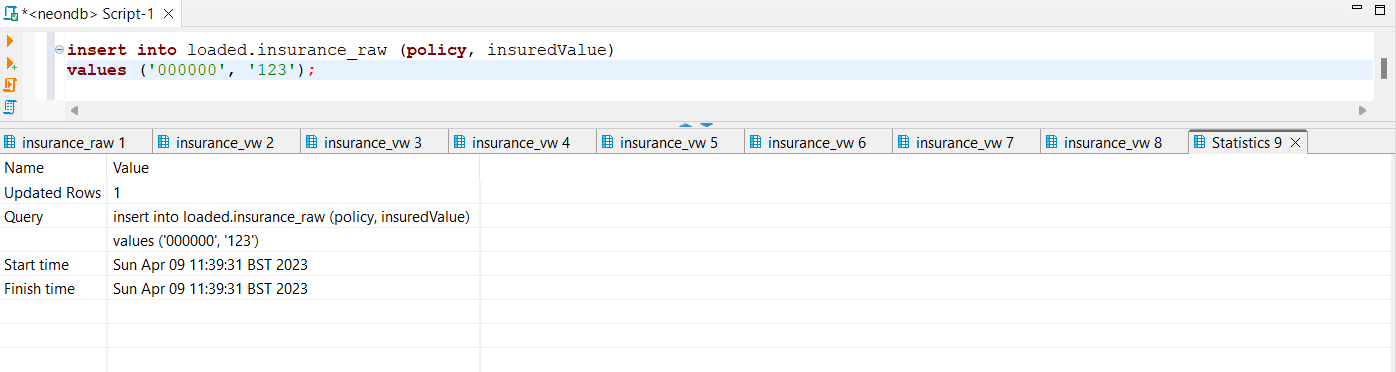 *<neondb> Script-1
insert into loaded.insurance_raw (policy, insuredValue)
values ('000000', '123');
insurance_raw 1 insurance_vw 2 insurance_vw 3 insurance_vw 4 insurance_vw 5 insurance_vw 6 insurance_vw 7 insurance_vw 8 Statistics 9
Name Value
Updated Rows 1
Query insert into loaded.insurance_raw (policy, insuredValue)
values ('000000', '123')
Start time Sun Apr 09 11:39:31 BST 2023
Finish time Sun Apr 09 11:39:31 BST 2023